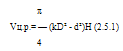 π
Vц.р.= — (kD² - d²)H (2.5.1)
4